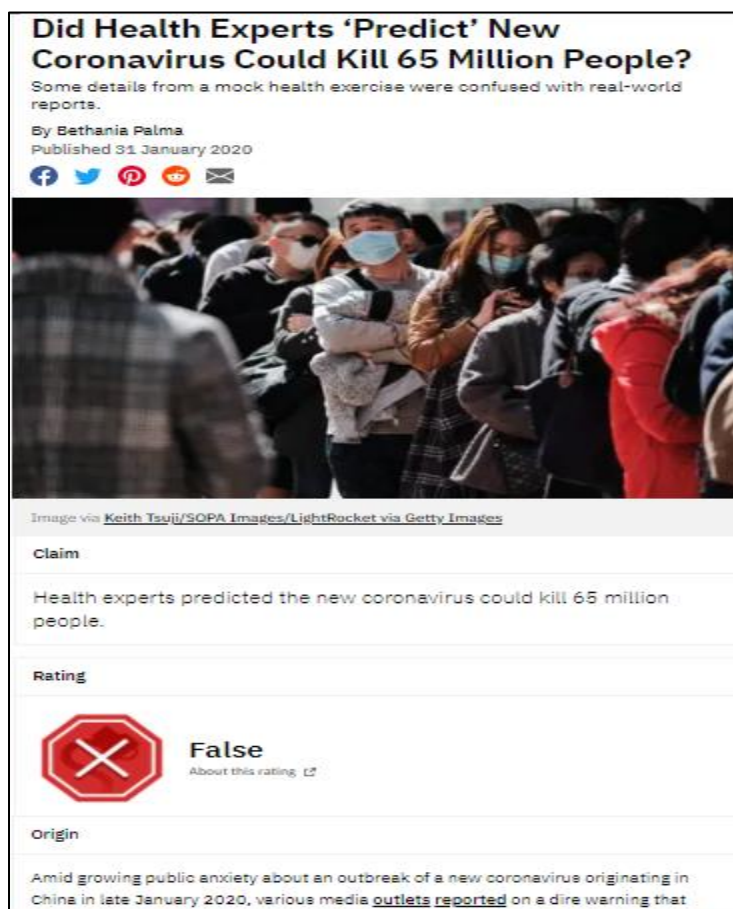 Did Health Experts ‘Predict’ New
Coronavirus Could Kill 65 Million People?
Some details from a mock health exercise were confused with real-world
reports.
By Bethania Palma
Published 31 January 2020
Image via Keith Tsuji/SOPA Images/LightRocket via Getty Images
Claim
Health experts predicted the new coronavirus could kill 65 million
people.
Rating
False
About this rating
Origin
Amid growing public anxiety about an outbreak of a new coronavirus originating in
China in late January 2020, various media outlets reported on a dire warning that